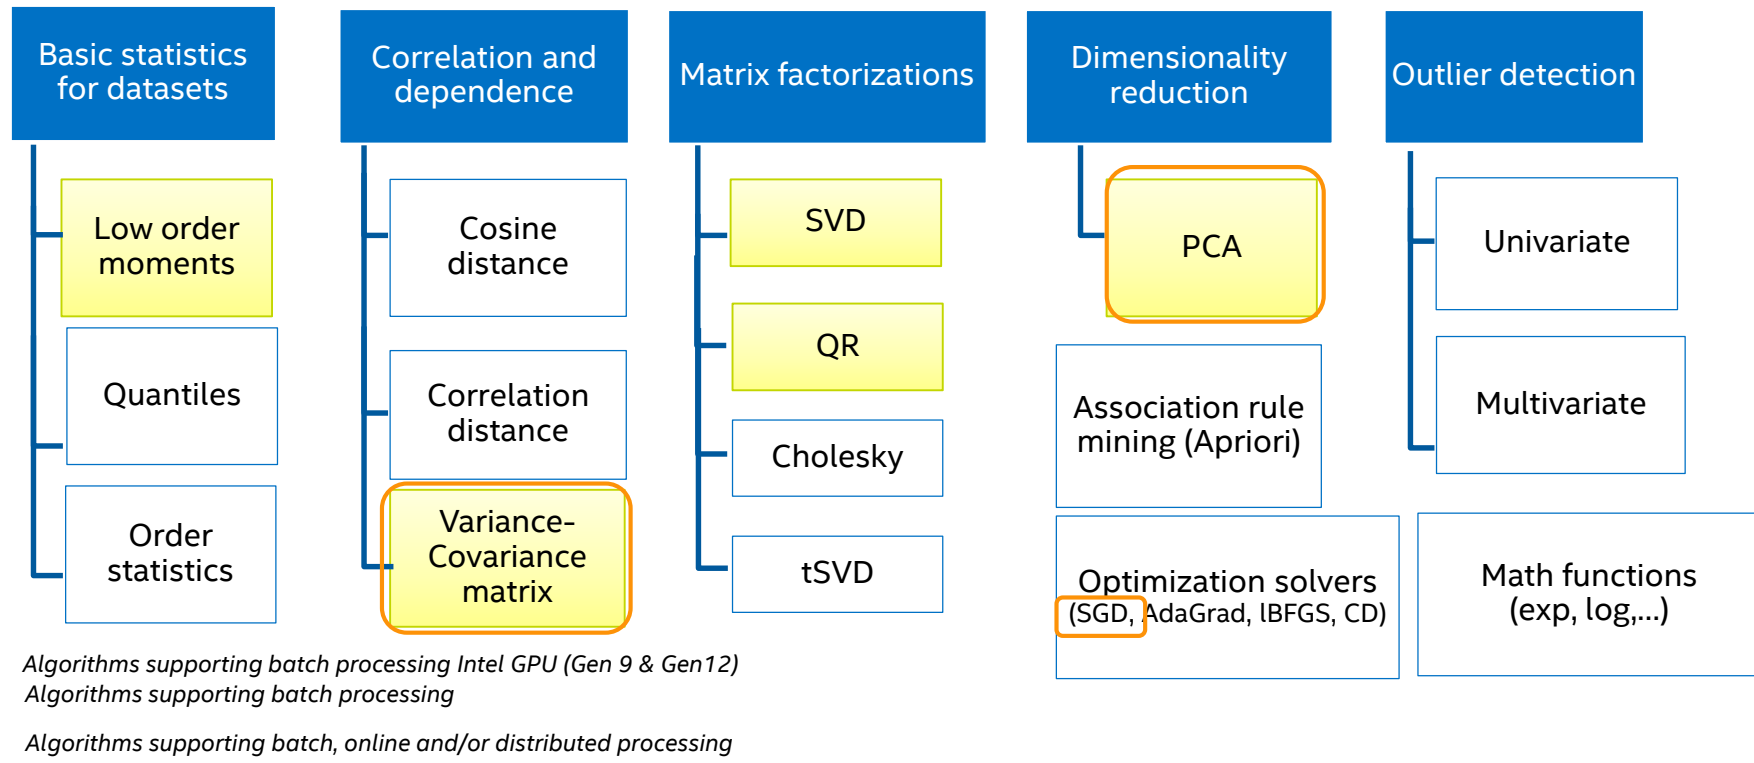 Basic statistics
for datasets
Low order
moments
Quantiles
Order
statistics
Correlation and
dependence
Cosine
distance
Correlation
distance
Variance-
Covariance
matrix
Matrix factorizations
SVD
QR
Cholesky
tSVD
Dimensionality
reduction
PCA
Association rule
mining (Apriori)
Optimization solvers
(SGD, AdaGrad, lBFGS, CD)
Outlier detection
Univariate
Multivariate
Math functions
(exp, log,...)
Algorithms supporting batch processing Intel GPU (Gen 9 & Gen12)
Algorithms supporting batch processing
Algorithms supporting batch, online and/or distributed processing